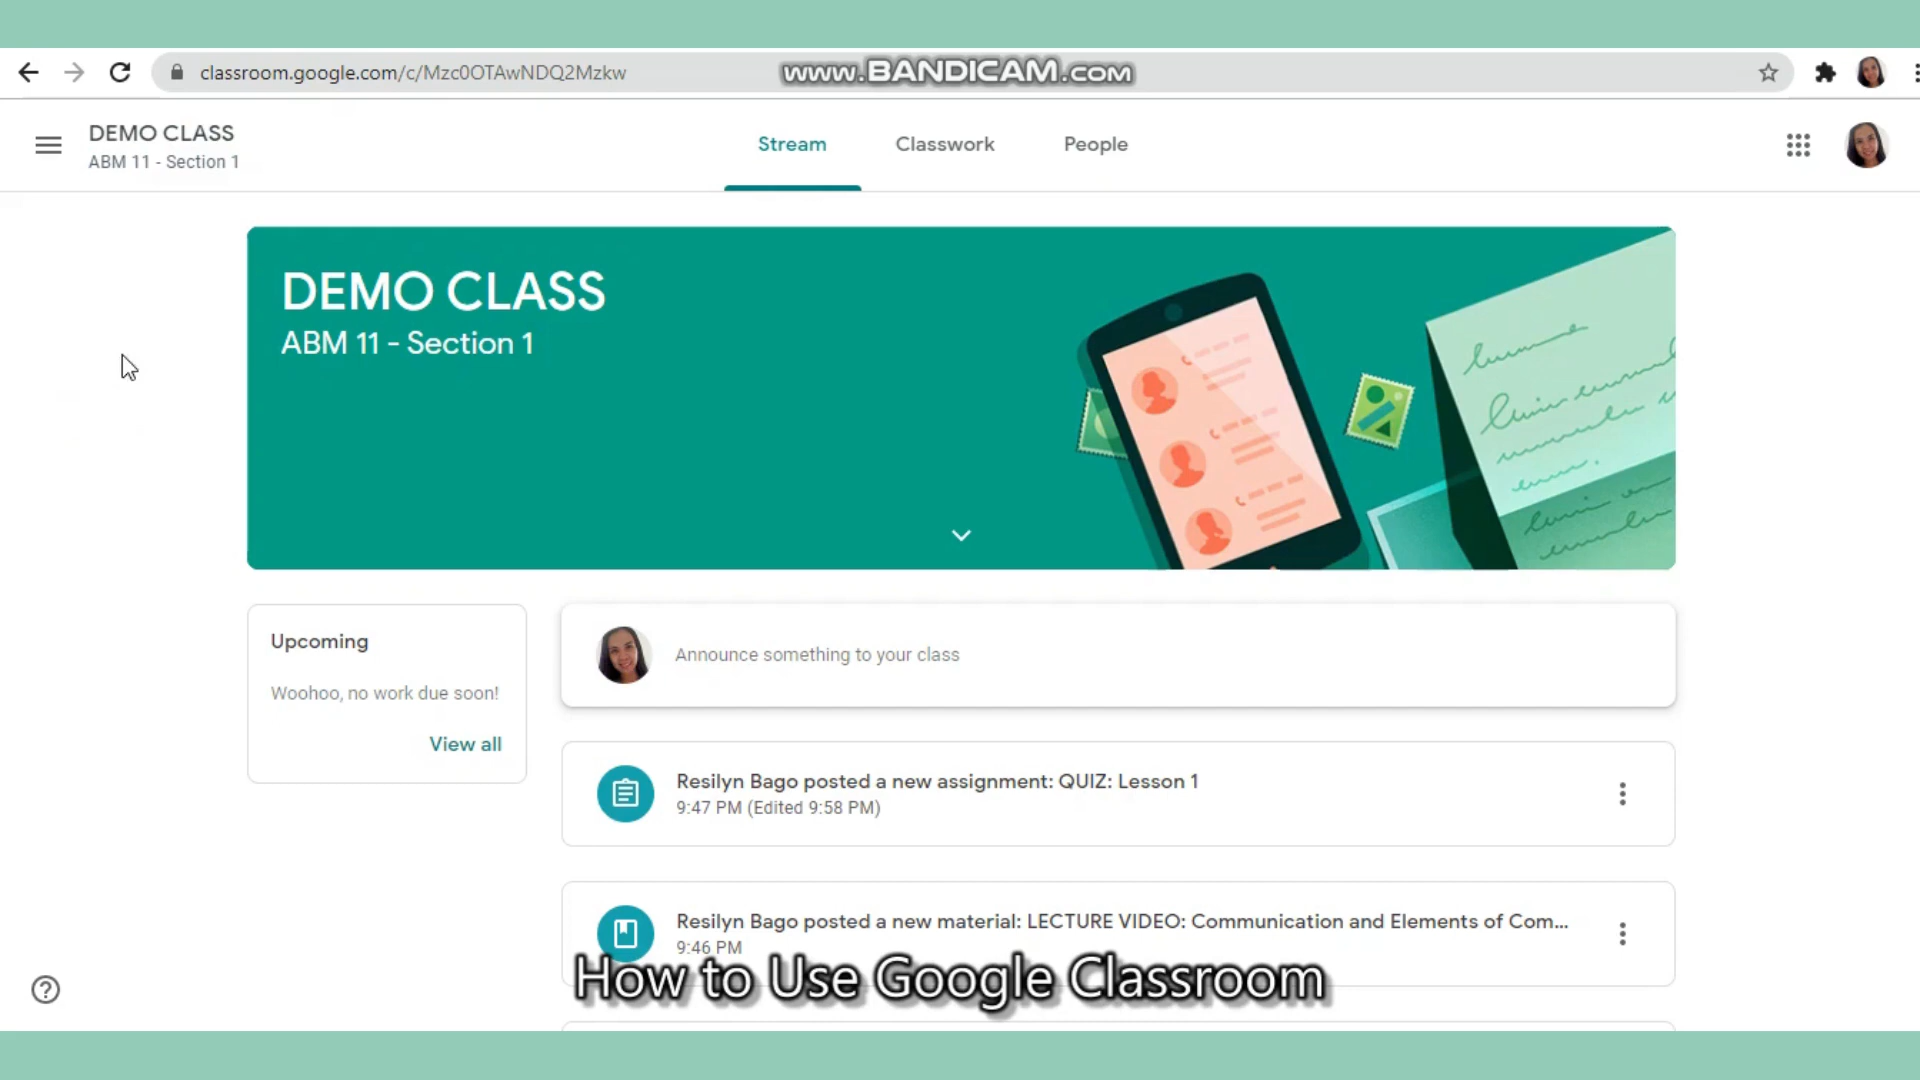 classroom.google.com/c/Mzc0OTAwNDQ2Mzkw
www.BANDICAM.com
DEMO CLASS
ABM 11 - Section 1
Stream
Classwork
People
DEMO CLASS
ABM 11 - Section 1
Upcoming
Woohoo, no work due soon!
View all
Announce something to your class
Resilyn Bago posted a new assignment: QUIZ: Lesson 1
9:47 PM (Edited 9:58 PM)
Resilyn Bago posted a new material: LECTURE VIDEO: Communication and Elements of Com...
9:46 PM
How to Use Google Classroom